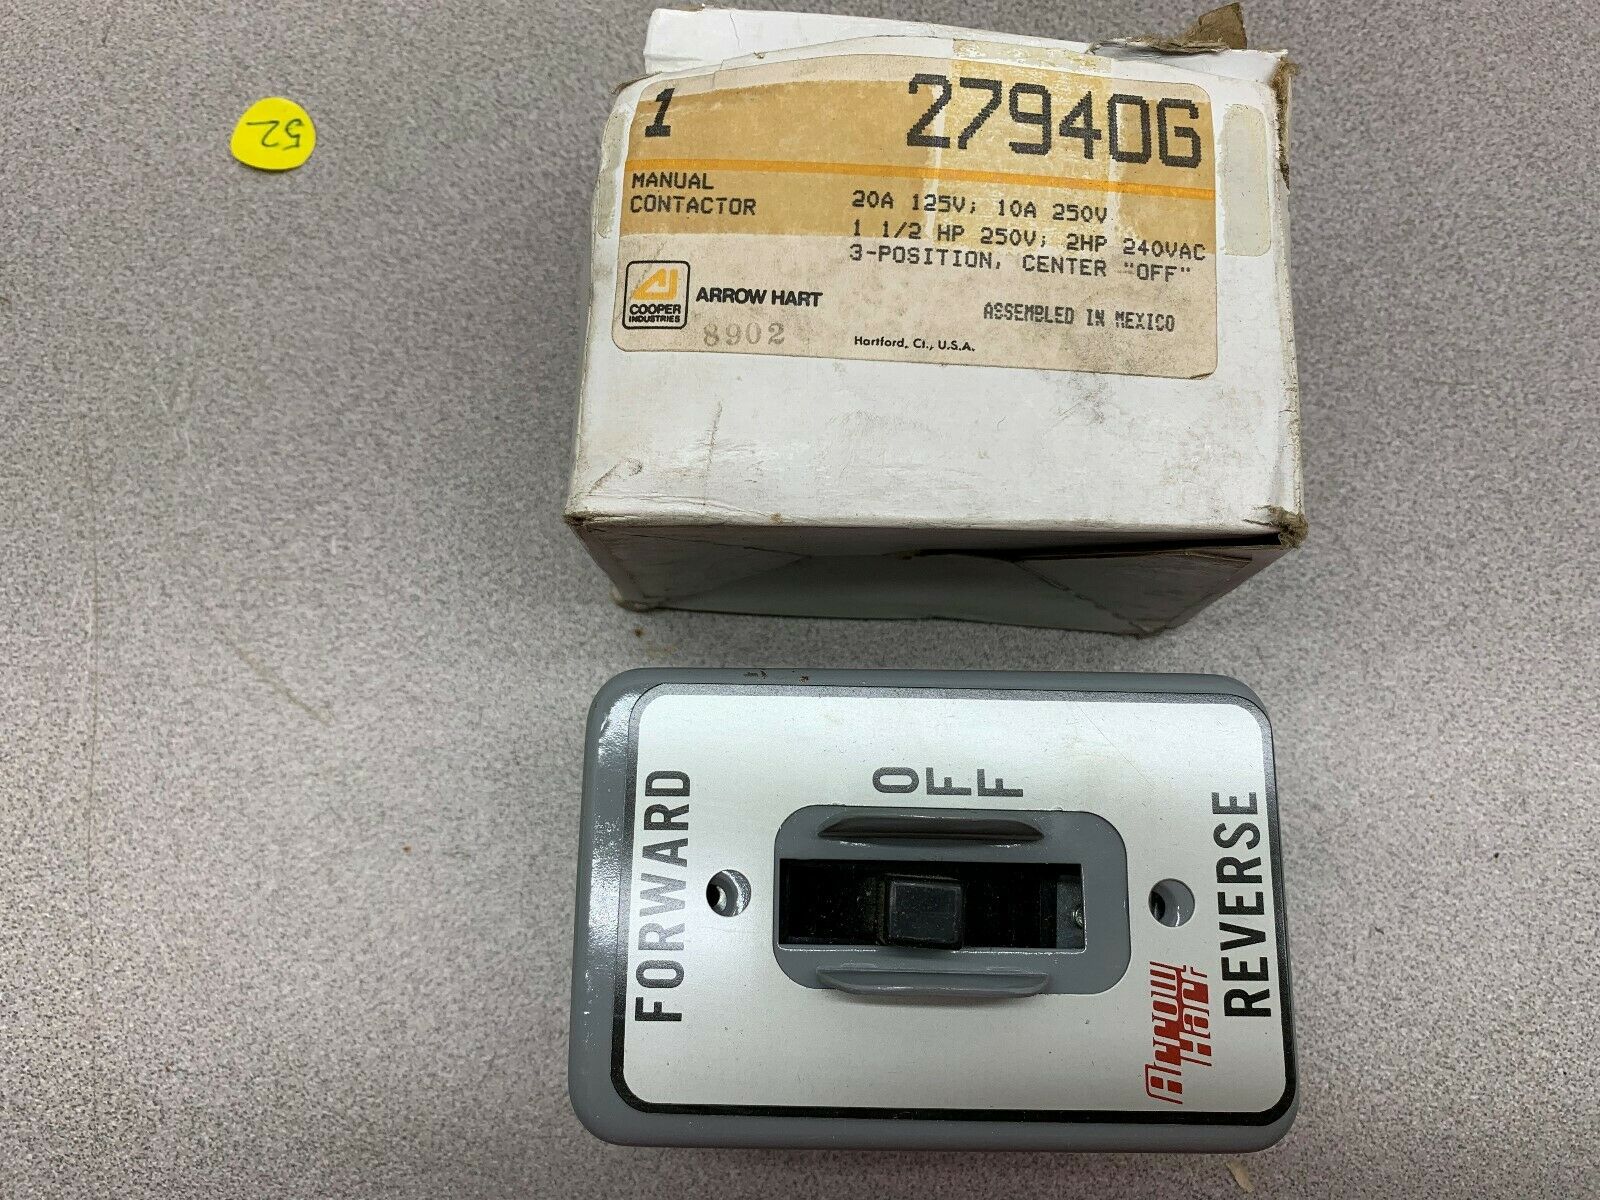 52
1
27940G
MANUAL
CONTACTOR
20A 125V; 10A 250V
1 1/2 HP 250V; 2HP 240VAC
3-POSITION, CENTER "OFF"
COOPER
INDUSTRIES
ARROW HART
8902
ASSEMBLED IN MEXICO
Hartford, Ct., U.S.A.
FORWARD
OFF
REVERSE
Arrow
Hart